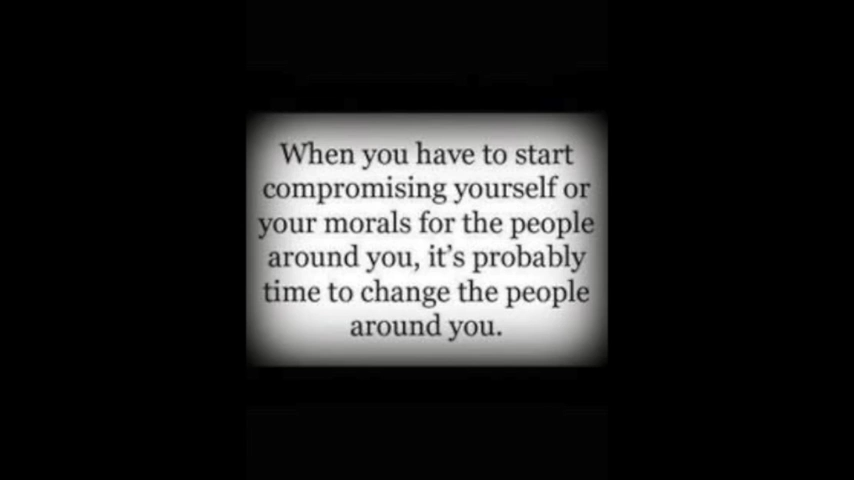 When you have to start
compromising yourself or
your morals for the people
around you, it's probably
time to change the people
around you.